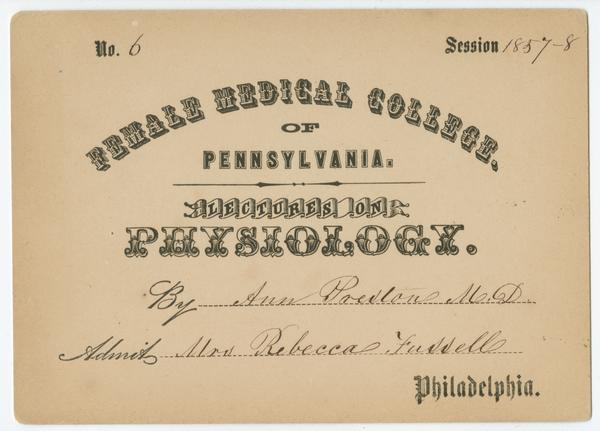 No. 6 Session 1857-8
FEMALE MEDICAL COLLEGE,
OF
PENNSYLVANIA.
LECTURES ON
PHYSIOLOGY.
By Ann Preston M.D.
Admit Mrs Rebecca Fussell
Philadelphia.